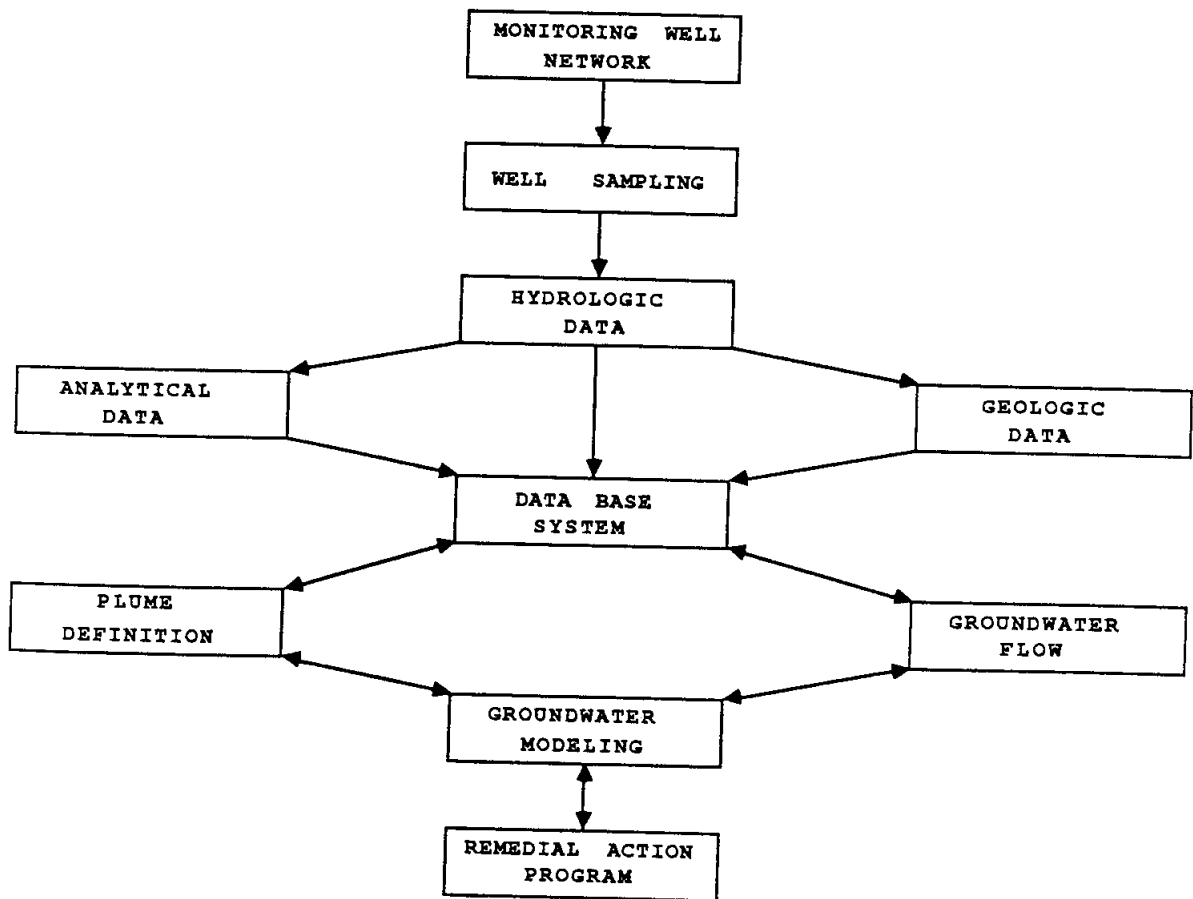 MONITORING WELL
NETWORK
WELL SAMPLING
HYDROLOGIC
DATA
ANALYTICAL
DATA
GEOLOGIC
DATA
DATA BASE
SYSTEM
PLUME
DEFINITION
GROUNDWATER
FLOW
GROUNDWATER
MODELING
REMEDIAL ACTION
PROGRAM